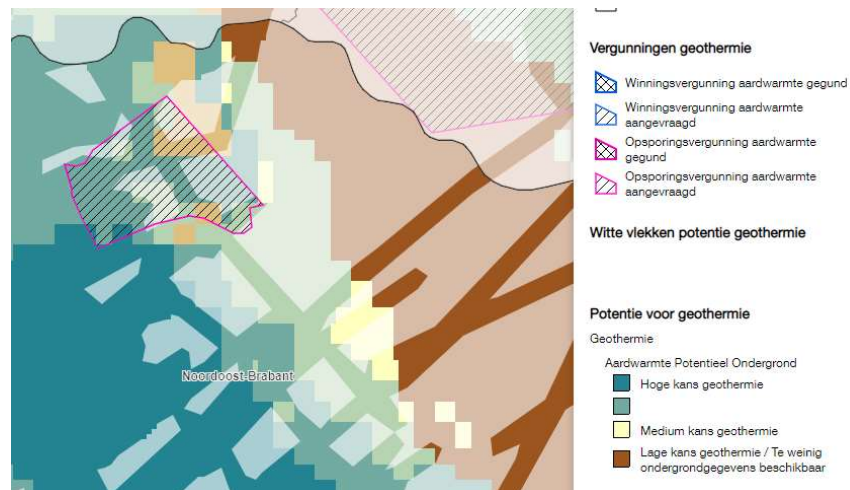 Vergunningen geothermie
Winningsvergunning aardwarmte gegund
Winningsvergunning aardwarmte
aangevraagd
Opsporingsvergunning aardwarmte
gegund
Opsporingsvergunning aardwarmte
aangevraagd
Witte vlekken potentie geothermie
Potentie voor geothermie
Geothermie
Aardwarmte Potentieel Ondergrond
Hoge kans geothermie
Noordoost-Brabant
Medium kans geothermie
Lage kans geothermie / Te weinig
ondergrondgegevens beschikbaar